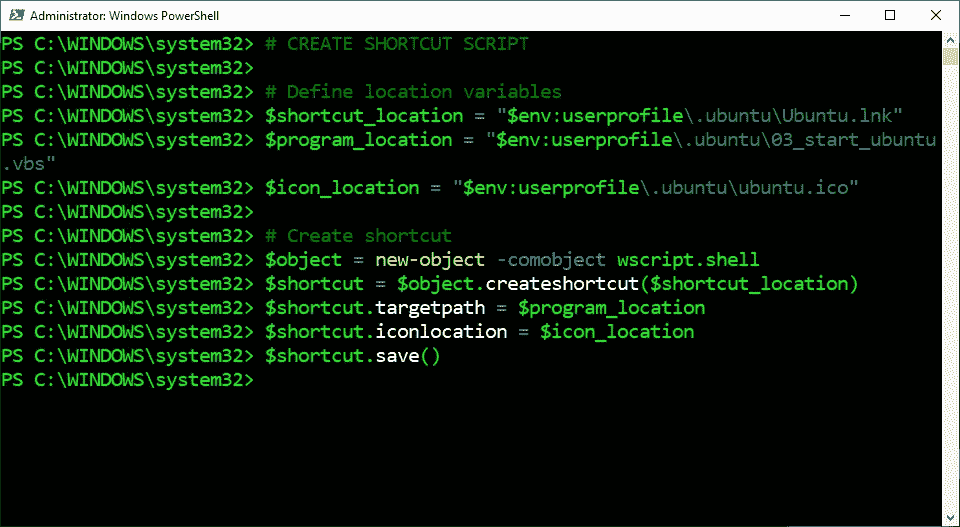 Administrator: Windows PowerShell
PS C:\WINDOWS\system32> # CREATE SHORTCUT SCRIPT
PS C:\WINDOWS\system32>
PS C:\WINDOWS\system32> # Define location variables
PS C:\WINDOWS\system32> $shortcut_location = "$env:userprofile\.ubuntu\Ubuntu.lnk"
PS C:\WINDOWS\system32> $program_location = "$env:userprofile\.ubuntu\03_start_ubuntu
.vbs"
PS C:\WINDOWS\system32> $icon_location = "$env:userprofile\.ubuntu\ubuntu.ico"
PS C:\WINDOWS\system32>
PS C:\WINDOWS\system32> # Create shortcut
PS C:\WINDOWS\system32> $object = new-object -comobject wscript.shell
PS C:\WINDOWS\system32> $shortcut = $object.createshortcut($shortcut_location)
PS C:\WINDOWS\system32> $shortcut.targetpath = $program_location
PS C:\WINDOWS\system32> $shortcut.iconlocation = $icon_location
PS C:\WINDOWS\system32> $shortcut.save()
PS C:\WINDOWS\system32>